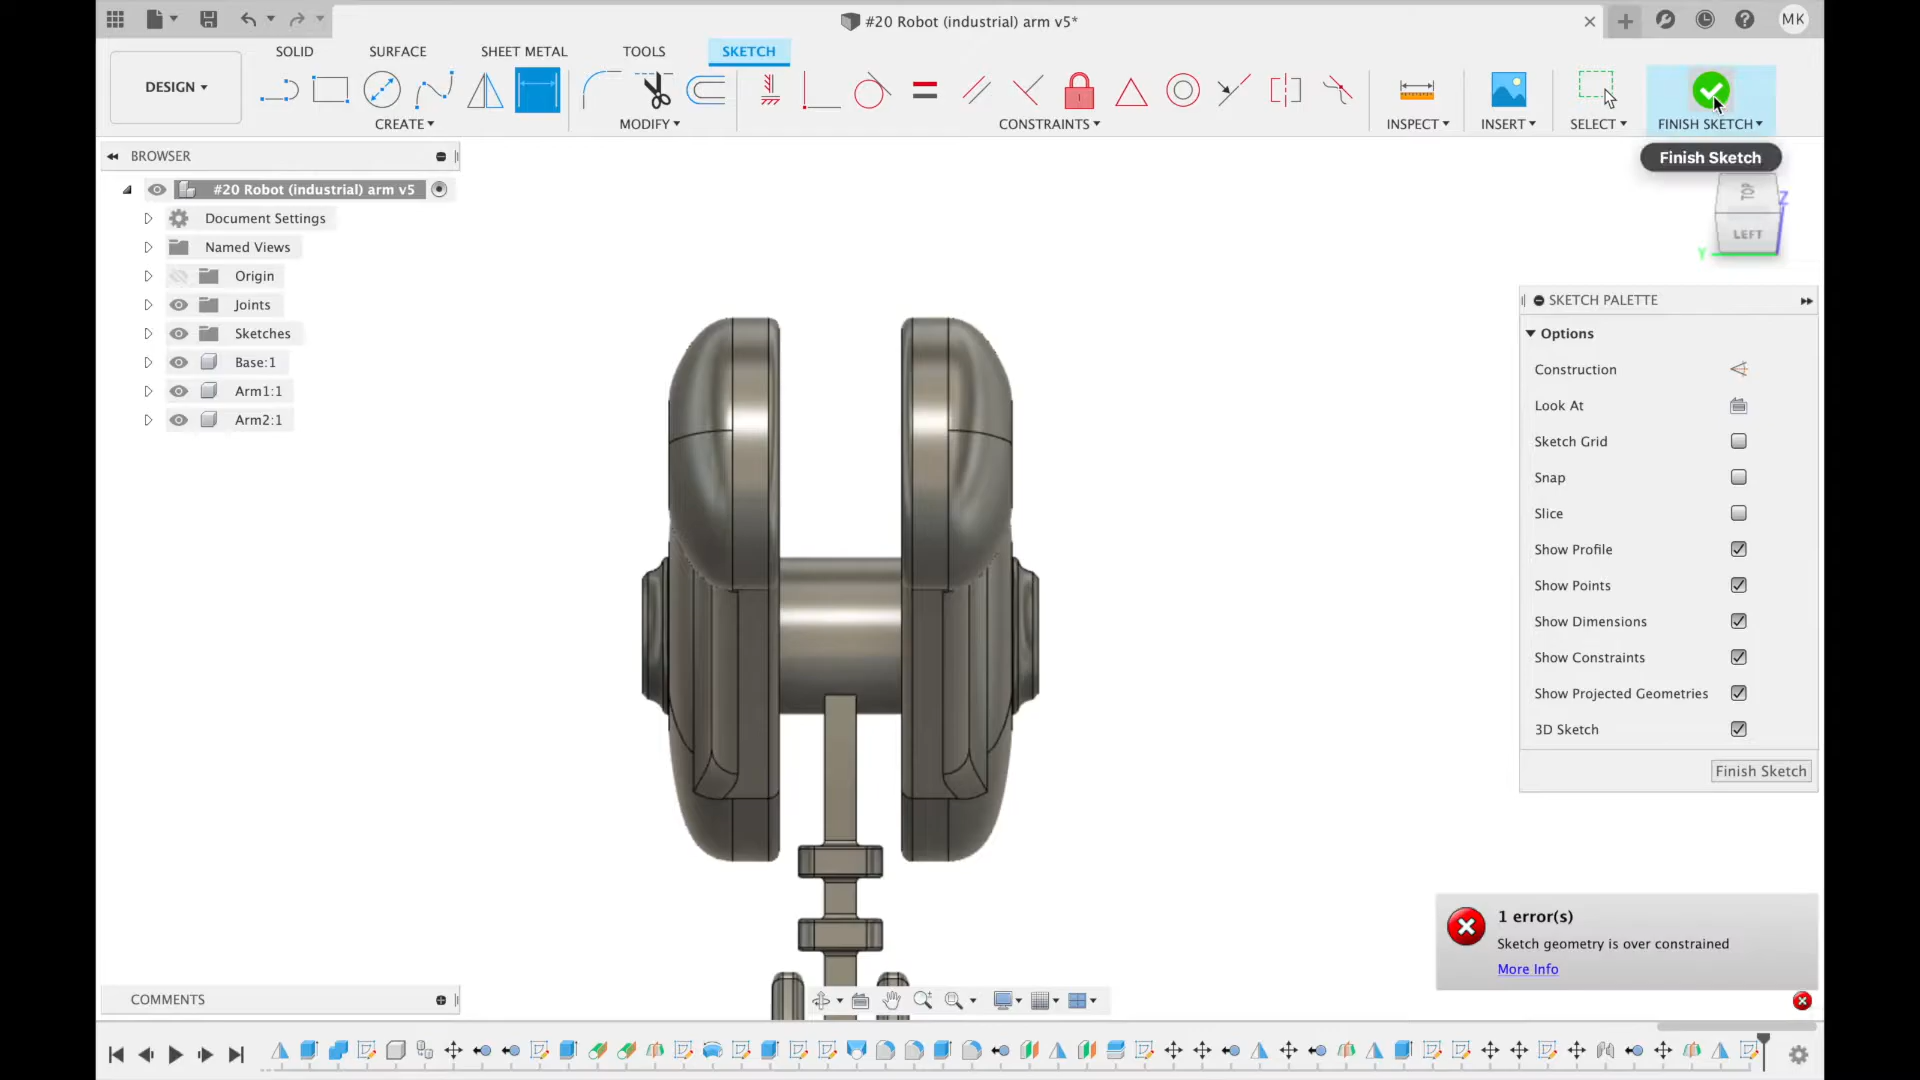 #20 Robot (industrial) arm v5*
MK
DESIGN
SOLID
SURFACE
SHEET METAL
TOOLS
SKETCH
CREATE
MODIFY
CONSTRAINTS
INSPECT
INSERT
SELECT
FINISH SKETCH
Finish Sketch
BROWSER
#20 Robot (industrial) arm v5
Document Settings
Named Views
Origin
Joints
Sketches
Base:1
Arm1:1
Arm2:1
TOP
LEFT
Z
Y
SKETCH PALETTE
Options
Construction
Look At
Sketch Grid
Snap
Slice
Show Profile
Show Points
Show Dimensions
Show Constraints
Show Projected Geometries
3D Sketch
Finish Sketch
1 error(s)
Sketch geometry is over constrained
More Info
COMMENTS